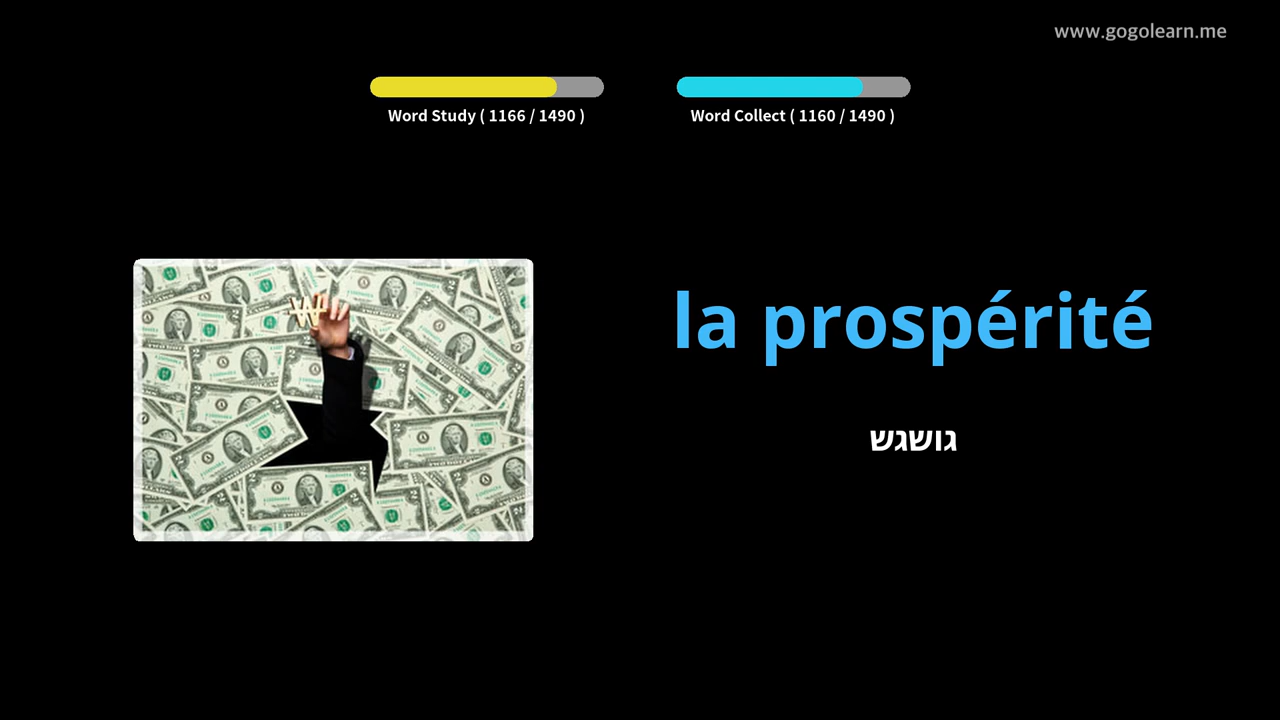 www.gogolearn.me
Word Study ( 1166 / 1490 )
Word Collect ( 1160 / 1490 )
la prospérité
גושגש